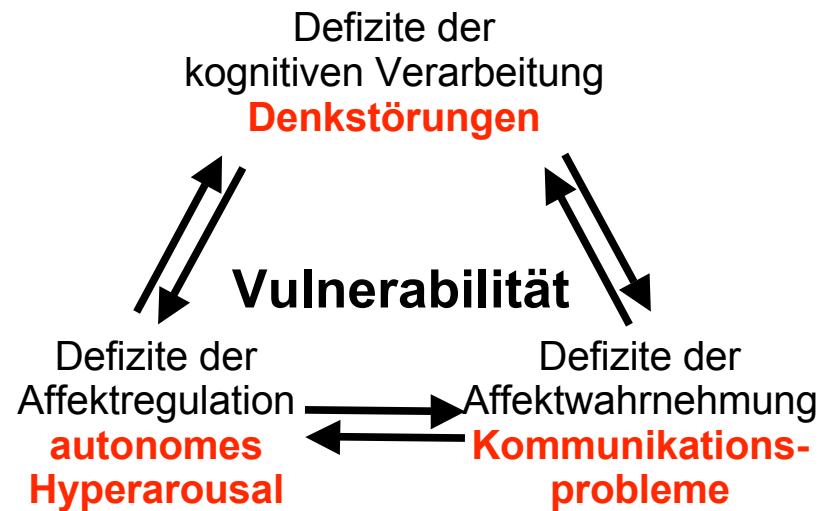 Defizite der
kognitiven Verarbeitung
Denkstörungen
Vulnerabilität
Defizite der
Affektregulation
autonomes
Hyperarousal
Defizite der
Affektwahrnehmung
Kommunikations-
probleme